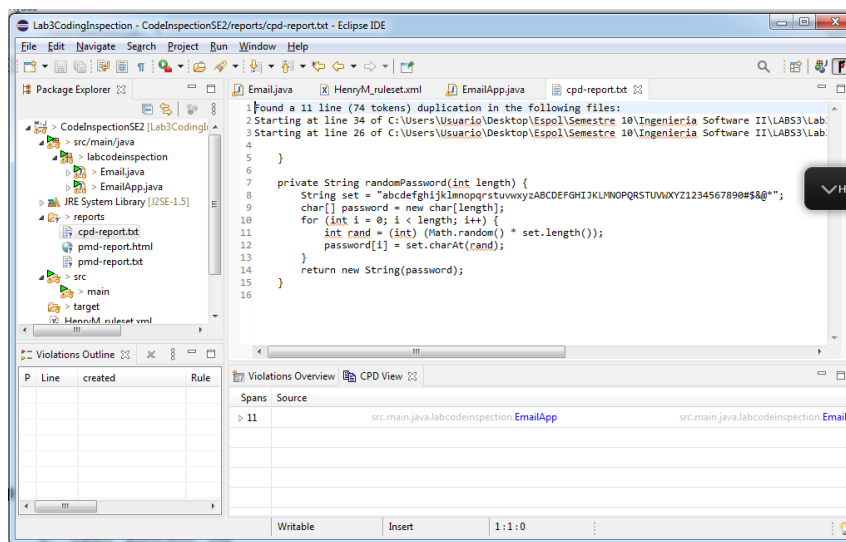 Lab3CodingInspection - CodeInspectionSE2/reports/cpd-report.txt - Eclipse IDE
File Edit Navigate Search Project Run Window Help
Package Explorer
> CodeInspectionSE2 [Lab3CodingI
> src/main/java
> labcodeinspection
> Email.java
> EmailApp.java
JRE System Library [J2SE-1.5]
> reports
cpd-report.txt
pmd-report.html
pmd-report.txt
> src
> main
> target
HenryM_ruleset.xml
Email.java HenryM_ruleset.xml EmailApp.java cpd-report.txt
1 Found a 11 line (74 tokens) duplication in the following files:
2 Starting at line 34 of C:\Users\Usuario\Desktop\Espol\Semestre 10\Ingenieria Software II\LABS3\Lab
3 Starting at line 26 of C:\Users\Usuario\Desktop\Espol\Semestre 10\Ingenieria Software II\LABS3\Lab
4
5 }
6
7 private String randomPassword(int length) {
8 String set = "abcdefghijklmnopqrstuvwxyzABCDEFGHIJKLMNOPQRSTUVWXYZ1234567890#$&@*";
9 char[] password = new char[length];
10 for (int i = 0; i < length; i++) {
11 int rand = (int) (Math.random() * set.length());
12 password[i] = set.charAt(rand);
13 }
14 return new String(password);
15 }
16
H
Violations Outline
P Line created Rule
Violations Overview CPD View
Spans Source
11 src.main.java.labcodeinspection.EmailApp src.main.java.labcodeinspection.Email
Writable Insert 1:1:0